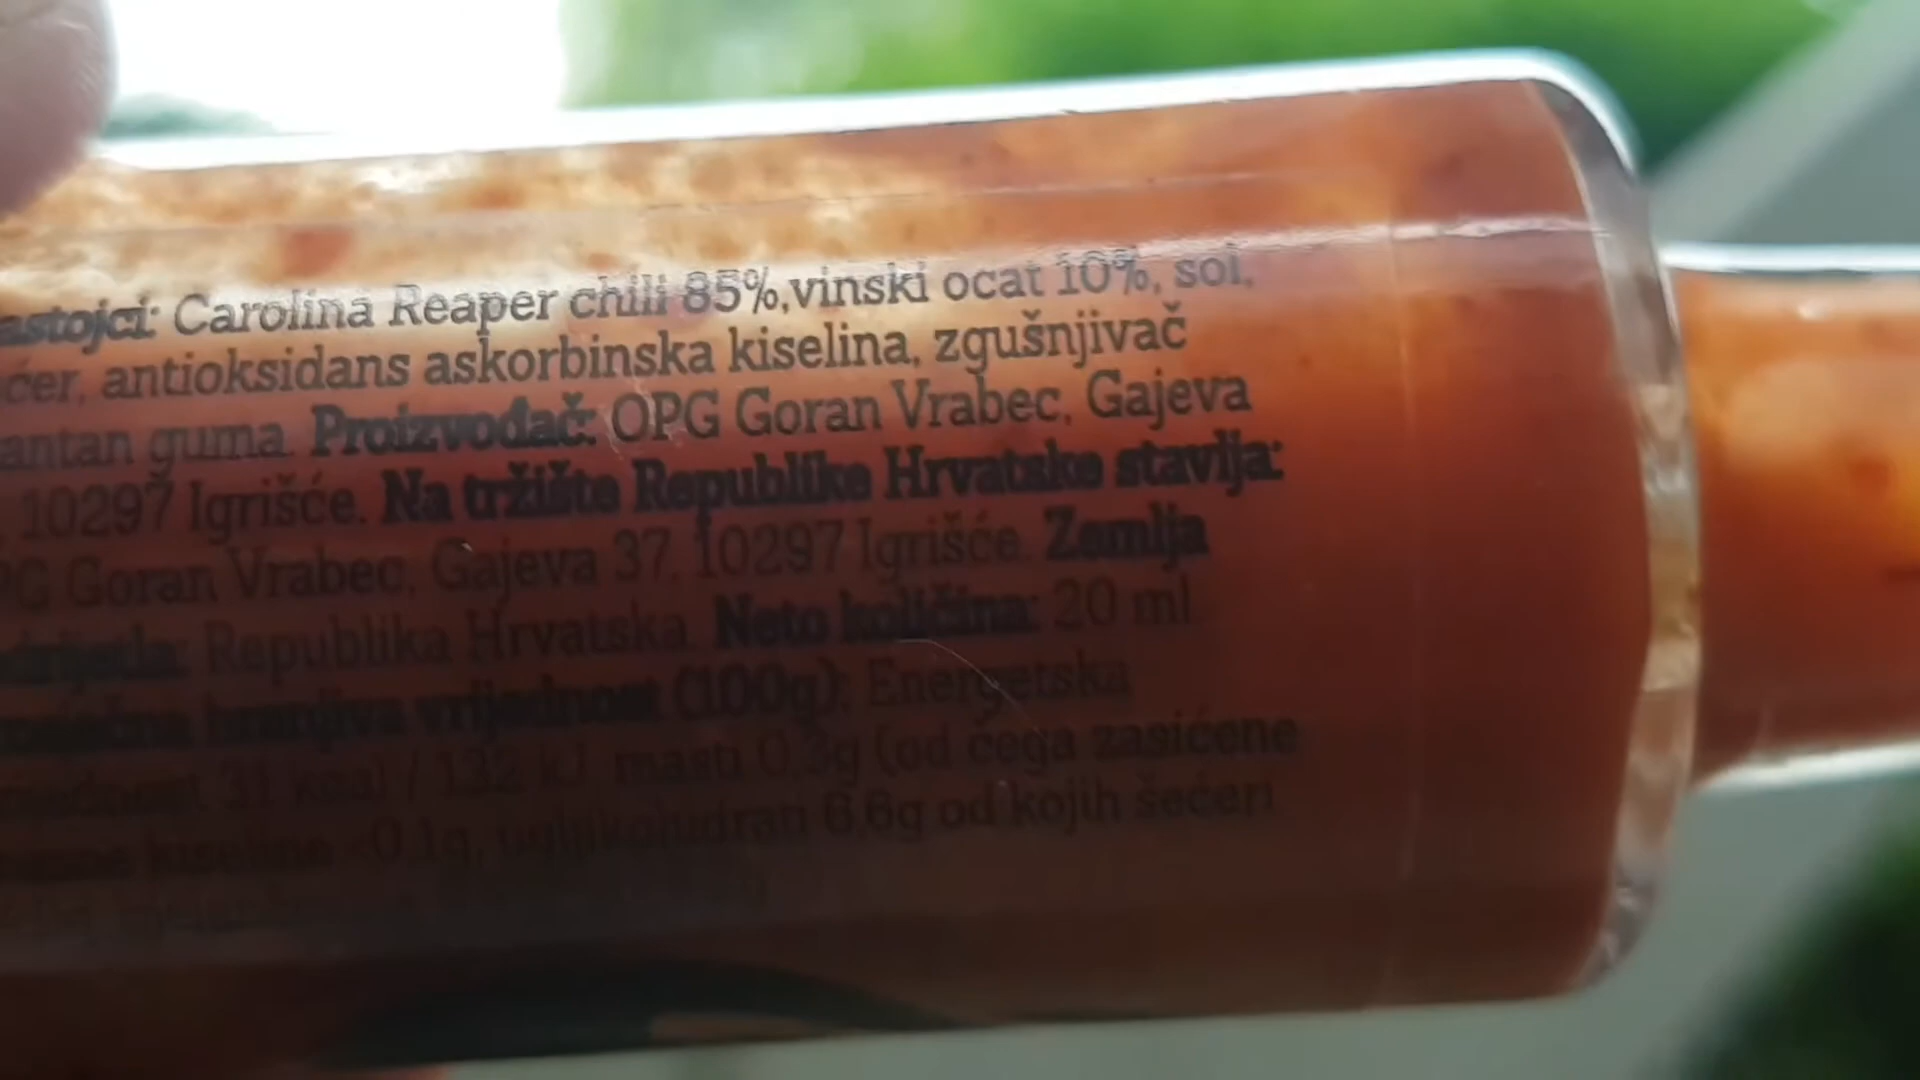 astojci: Carolina Reaper chili 85%,vinski ocat 10%, sol,
ćer, antioksidans askorbinska kiselina, zgušnjivač
antan guma. Proizvođač: OPG Goran Vrabec, Gajeva
, 10297 Igrišće. Na tržište Republike Hrvatske stavlja:
PG Goran Vrabec, Gajeva 37, 10297 Igrišće. Zemlja
Republika Hrvatska. Neto količina: 20 ml
hranjiva vrijednost (100g): Energetska
31 kcal / 132 kJ masti 0.3g (od čega zasićene
kiseline <0.1g, ugljikohidrati 6,6g od kojih šećeri